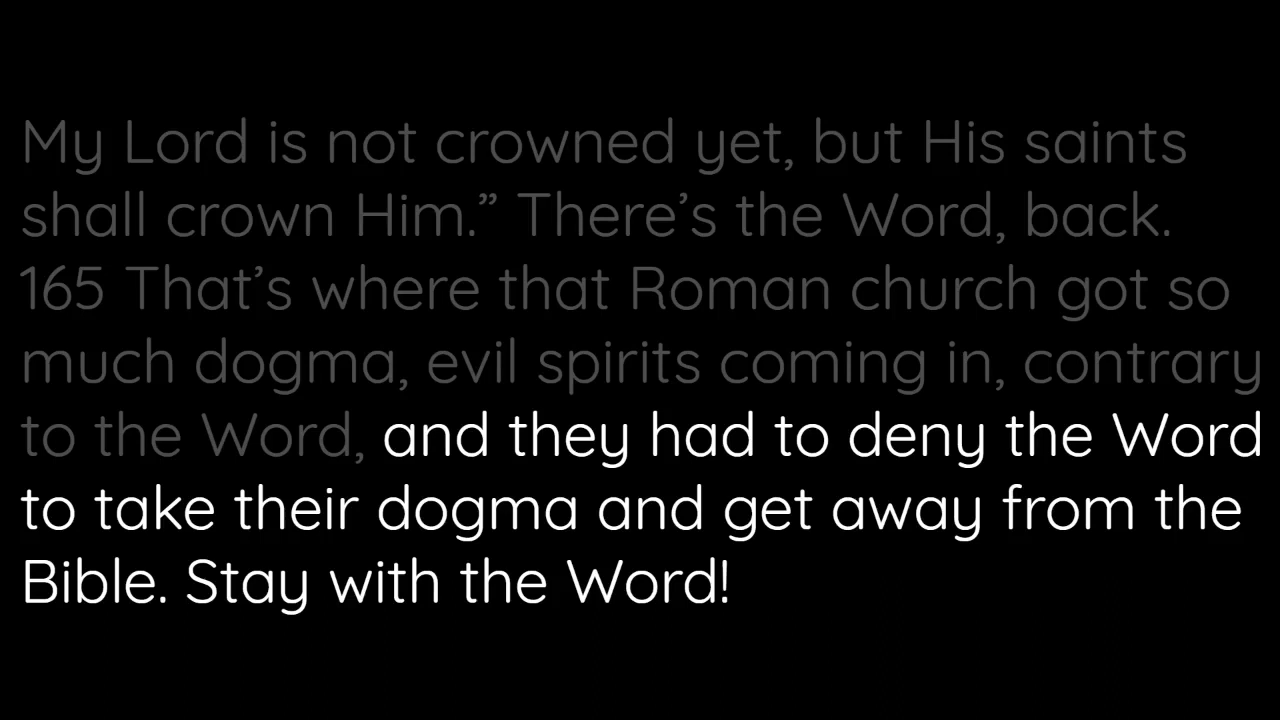 My Lord is not crowned yet, but His saints
shall crown Him.” There’s the Word, back.
165 That’s where that Roman church got so
much dogma, evil spirits coming in, contrary
to the Word, and they had to deny the Word
to take their dogma and get away from the
Bible. Stay with the Word!